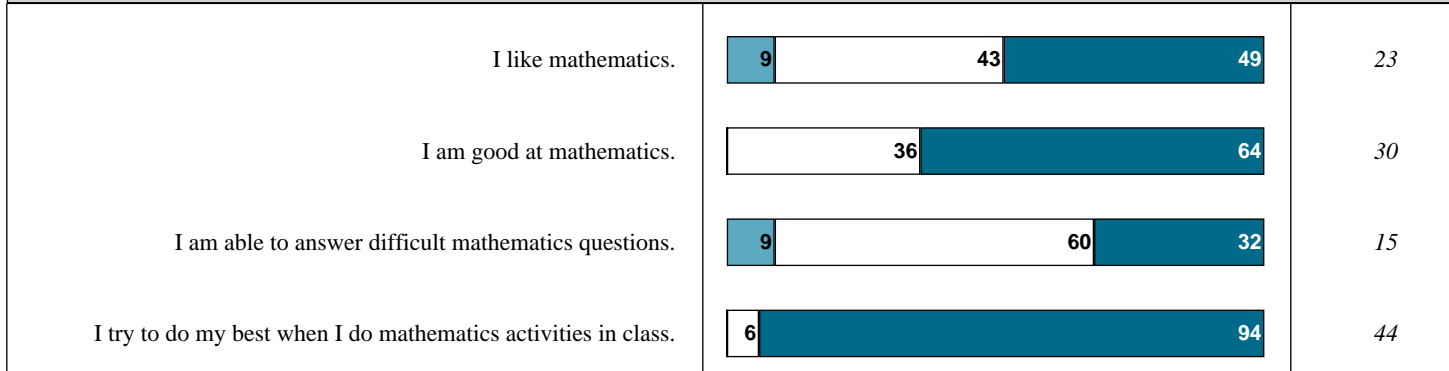 I like mathematics. 9 43 49 23
I am good at mathematics. 36 64 30
I am able to answer difficult mathematics questions. 9 60 32 15
I try to do my best when I do mathematics activities in class. 6 94 44